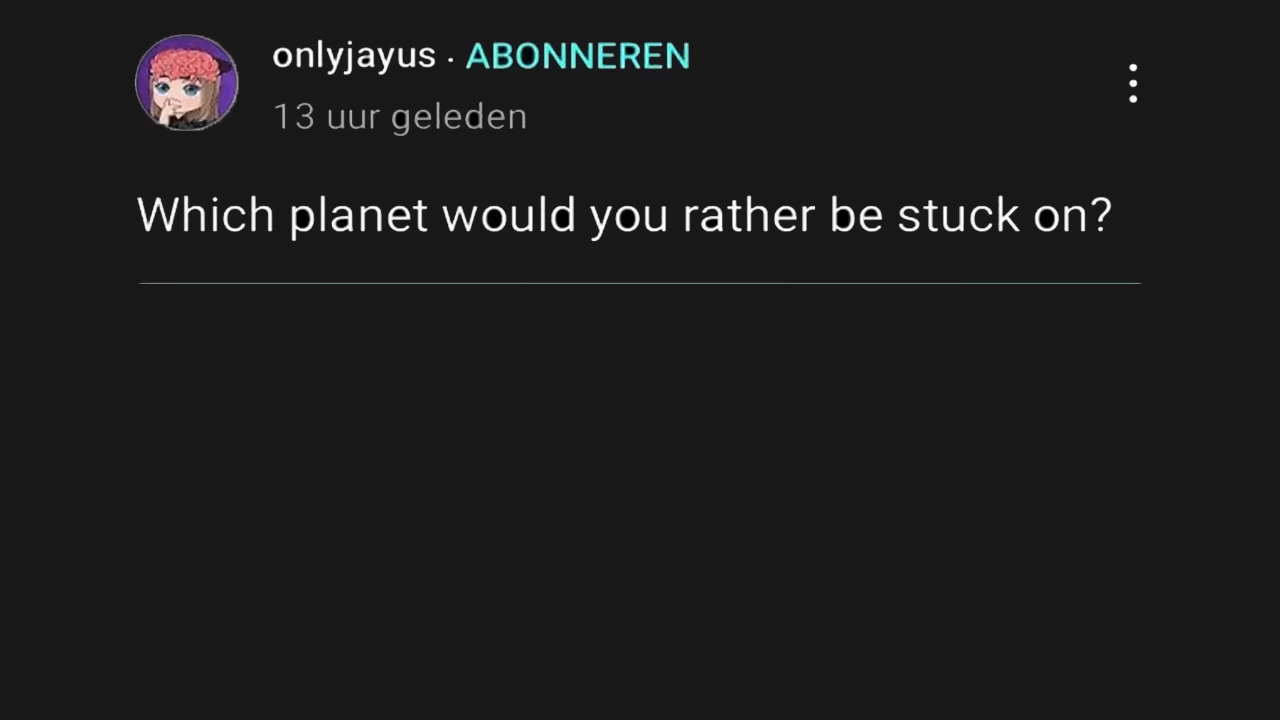 onlyjayus · ABONNEREN
13 uur geleden
Which planet would you rather be stuck on?